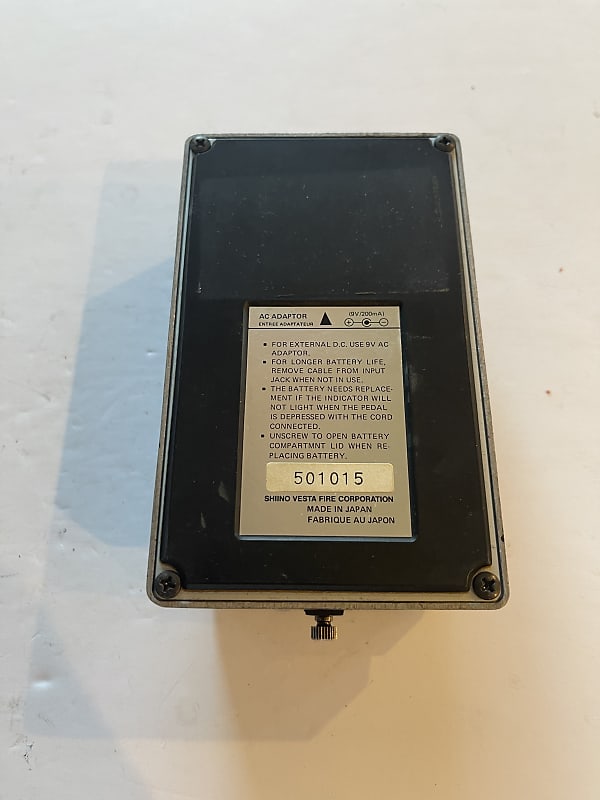 AC ADAPTOR ▲ (9V/200mA)
ENTREE ADAPTATEUR + −
• FOR EXTERNAL D.C. USE 9V AC
ADAPTOR.
• FOR LONGER BATTERY LIFE,
REMOVE CABLE FROM INPUT
JACK WHEN NOT IN USE.
• THE BATTERY NEEDS REPLACE-
MENT IF THE INDICATOR WILL
NOT LIGHT WHEN THE PEDAL
IS DEPRESSED WITH THE CORD
CONNECTED.
• UNSCREW TO OPEN BATTERY
COMPARTMNT LID WHEN RE-
PLACING BATTERY.
501015
SHIINO VESTA FIRE CORPORATION
MADE IN JAPAN
FABRIQUE AU JAPON